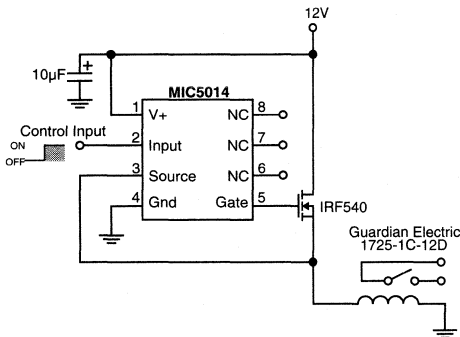 12V
10µF
+
MIC5014
1 V+ NC 8
Control Input
ON
OFF
2 Input NC 7
3 Source NC 6
4 Gnd Gate 5
IRF540
Guardian Electric
1725-1C-12D